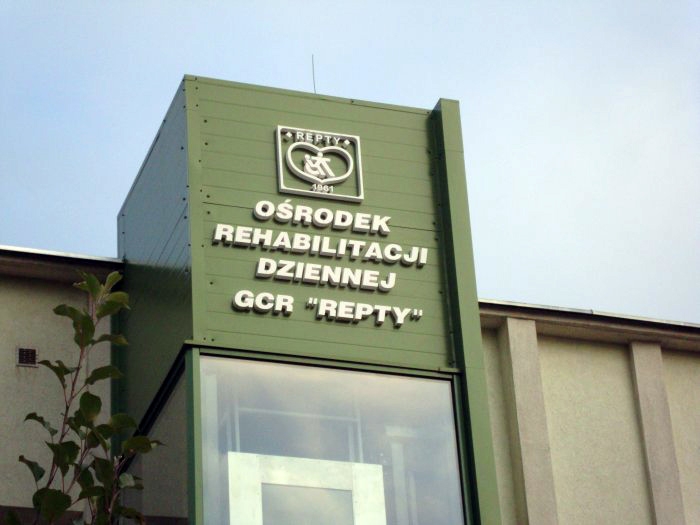 REPTY
1961
OŚRODEK
REHABILITACJI
DZIENNEJ
GCR "REPTY"